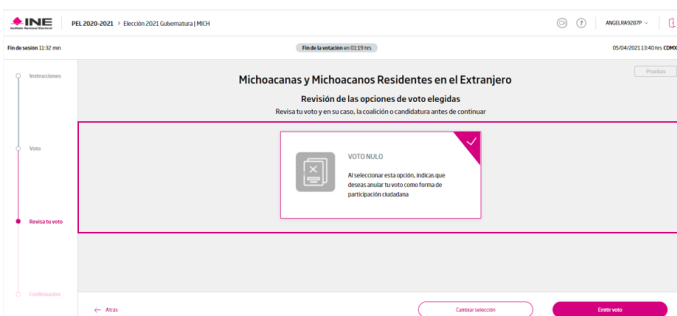 INE
Instituto Nacional Electoral
PEL 2020-2021 > Elección 2021 Gubernatura | MICH
ANGELRA9287P
Fin de sesión 11:32 min
Fin de la votación en 01:19 hrs
05/04/2021 13:40 hrs CDMX
Pruebas
Instrucciones
Michoacanas y Michoacanos Residentes en el Extranjero
Revisión de las opciones de voto elegidas
Revisa tu voto y en su caso, la coalición o candidatura antes de continuar
Voto
VOTO NULO
Al seleccionar esta opción, indicas que
deseas anular tu voto como forma de
participación ciudadana
Revisa tu voto
Confirmación
← Atrás
Cambiar selección
Emite voto